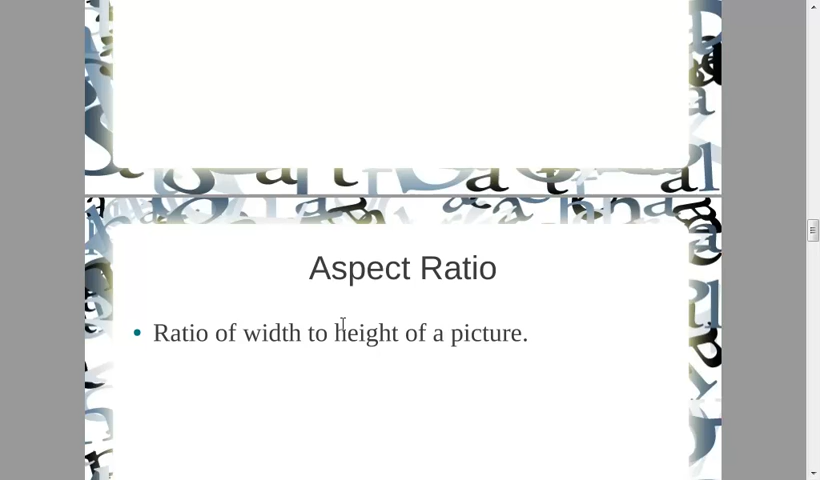 Aspect Ratio
• Ratio of width to height of a picture.